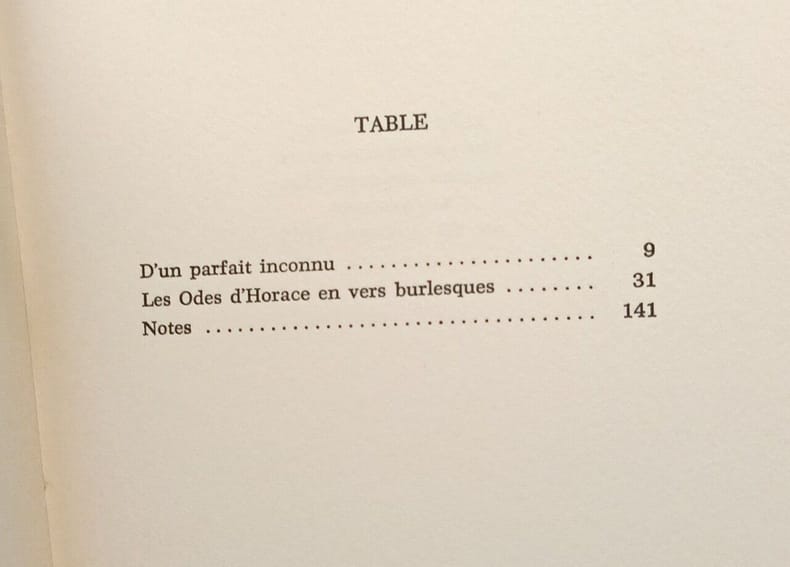 TABLE
D'un parfait inconnu ...................... 9
Les Odes d'Horace en vers burlesques ........ 31
Notes ................................... 141